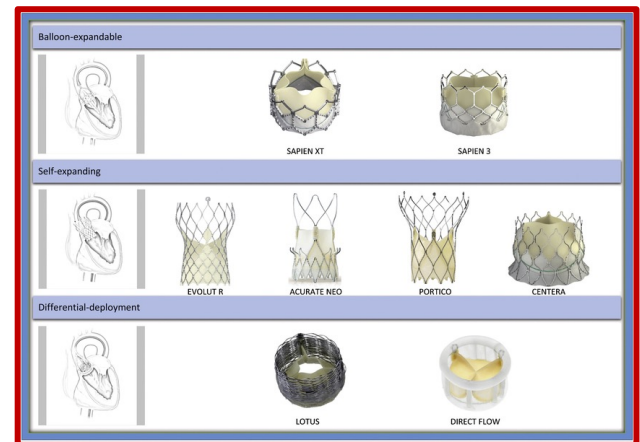 Balloon-expandable
SAPIEN XT
SAPIEN 3
Self-expanding
EVOLUT R
ACURATE NEO
PORTICO
CENTERA
Differential-deployment
LOTUS
DIRECT FLOW